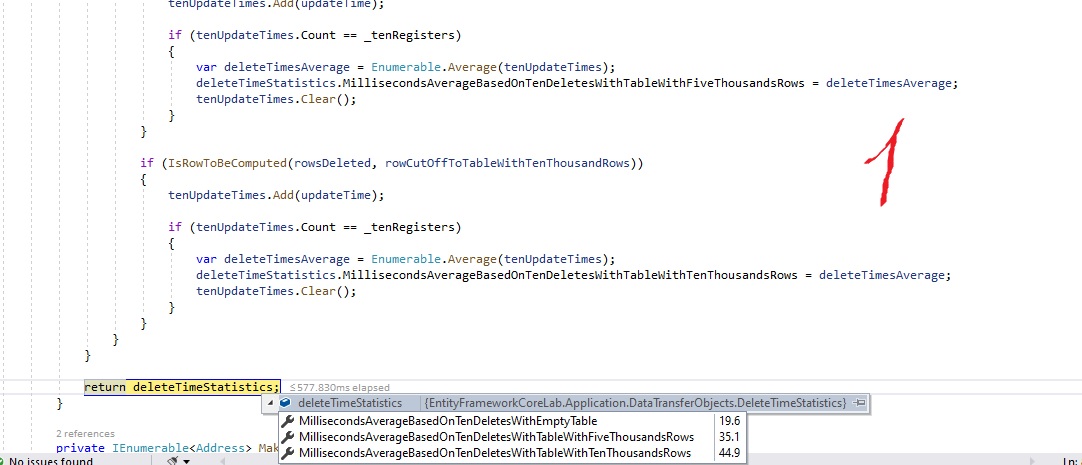 tenUpdateTimes.Add(updateTime);
if (tenUpdateTimes.Count == _tenRegisters)
{
var deleteTimesAverage = Enumerable.Average(tenUpdateTimes);
deleteTimeStatistics.MillisecondsAverageBasedOnTenDeletesWithTableWithFiveThousandsRows = deleteTimesAverage;
tenUpdateTimes.Clear();
}
}
1
if (IsRowToBeComputed(rowsDeleted, rowCutOffToTableWithTenThousandRows))
{
tenUpdateTimes.Add(updateTime);
if (tenUpdateTimes.Count == _tenRegisters)
{
var deleteTimesAverage = Enumerable.Average(tenUpdateTimes);
deleteTimeStatistics.MillisecondsAverageBasedOnTenDeletesWithTableWithTenThousandsRows = deleteTimesAverage;
tenUpdateTimes.Clear();
}
}
}
}
return deleteTimeStatistics; ≤577.830ms elapsed
}
deleteTimeStatistics {EntityFrameworkCoreLab.Application.DataTransferObjects.DeleteTimeStatistics}
MillisecondsAverageBasedOnTenDeletesWithEmptyTable 19.6
MillisecondsAverageBasedOnTenDeletesWithTableWithFiveThousandsRows 35.1
MillisecondsAverageBasedOnTenDeletesWithTableWithTenThousandsRows 44.9
2 references
private IEnumerable<Address> Mak
No issues found
Ln: